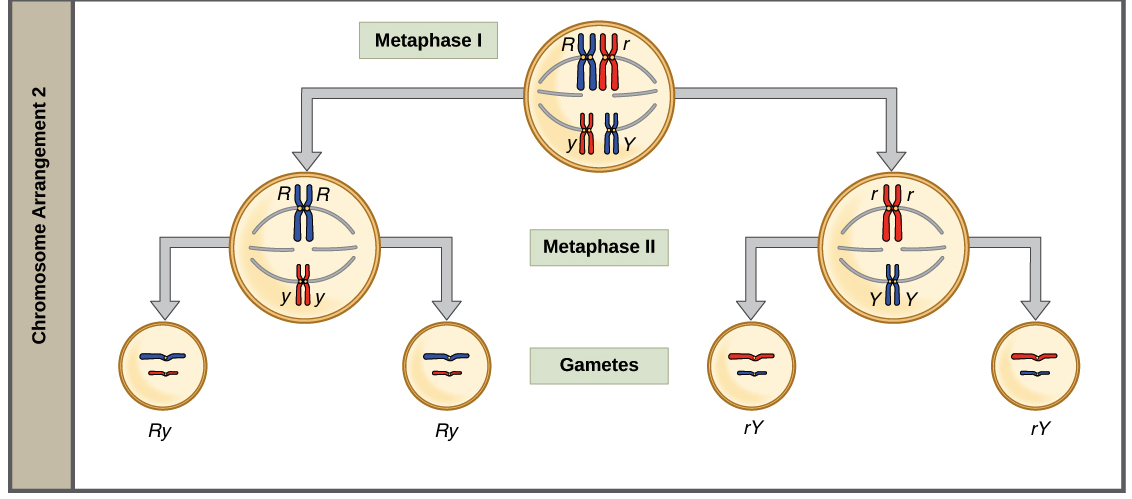 Chromosome Arrangement 2
Metaphase I
R r
y Y
R R
r r
Metaphase II
y y
Y Y
Gametes
Ry
Ry
rY
rY